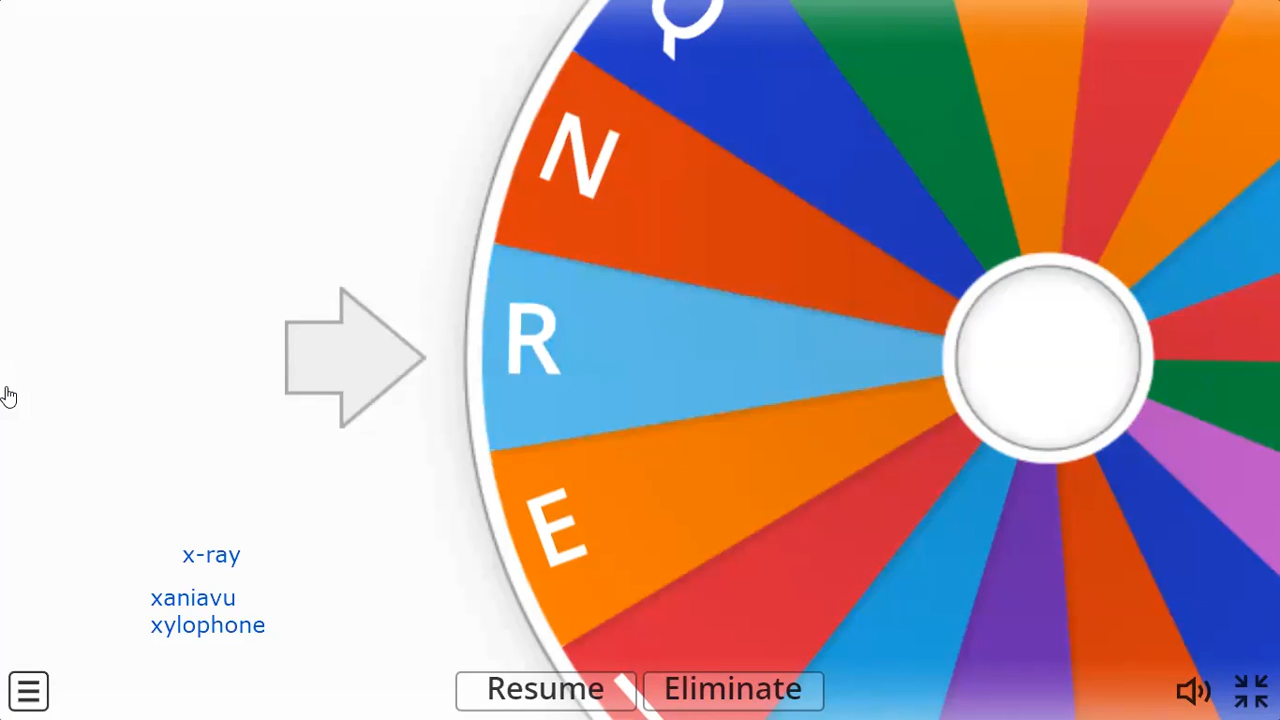 Q
N
R
E
x-ray
xaniavu
xylophone
Resume
Eliminate